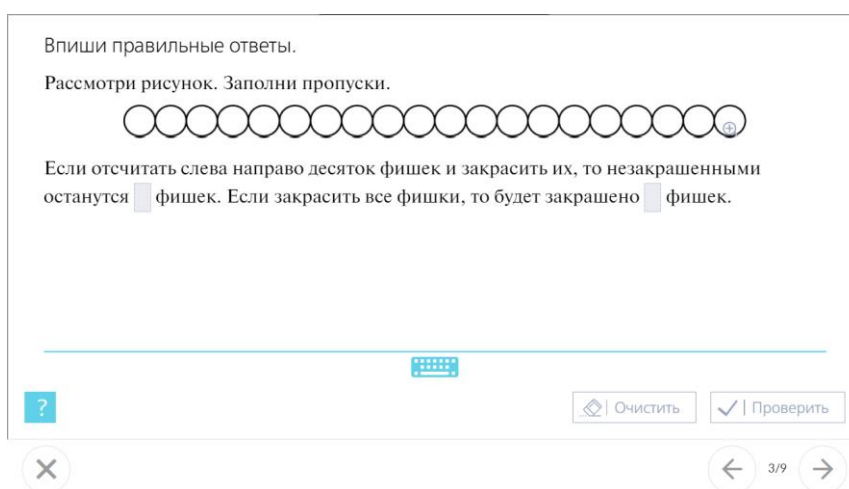 Впиши правильные ответы.
Рассмотри рисунок. Заполни пропуски.
Если отсчитать слева направо десяток фишек и закрасить их, то незакрашенными
останутся фишек. Если закрасить все фишки, то будет закрашено фишек.
?
Очистить
Проверить
3/9